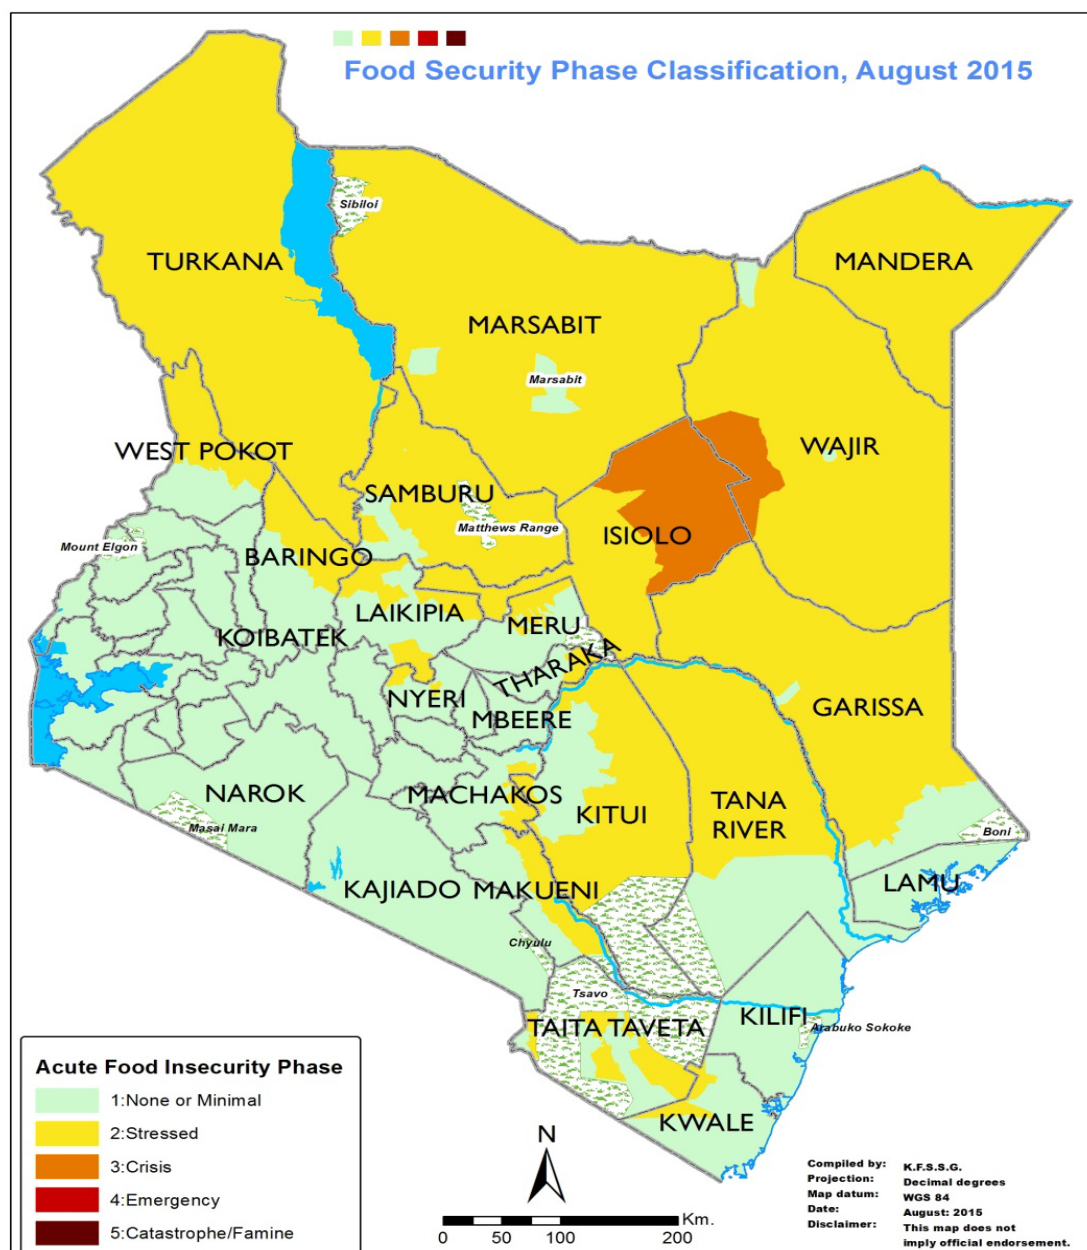 Food Security Phase Classification, August 2015
Sibiloi
TURKANA
MANDERA
MARSABIT
Marsabit
WEST POKOT
WAJIR
SAMBURU
Matthews Range
ISIOLO
Mount Elgon
BARINGO
LAIKIPIA
MERU
KOIBATEK
THARAKA
NYERI
MBEERE
GARISSA
NAROK
MACHAKOS
Masai Mara
KITUI
TANA
RIVER
Boni
KAJIADO
MAKUENI
LAMU
Chyulu
Tsavo
TAITA TAVETA
KILIFI
Arabuko Sokoke
KWALE
Acute Food Insecurity Phase
1:None or Minimal
2:Stressed
3:Crisis
4:Emergency
5:Catastrophe/Famine
N
Km.
0 50 100 200
Compiled by: K.F.S.S.G.
Projection: Decimal degrees
Map datum: WGS 84
Date: August: 2015
Disclaimer: This map does not
imply official endorsement.